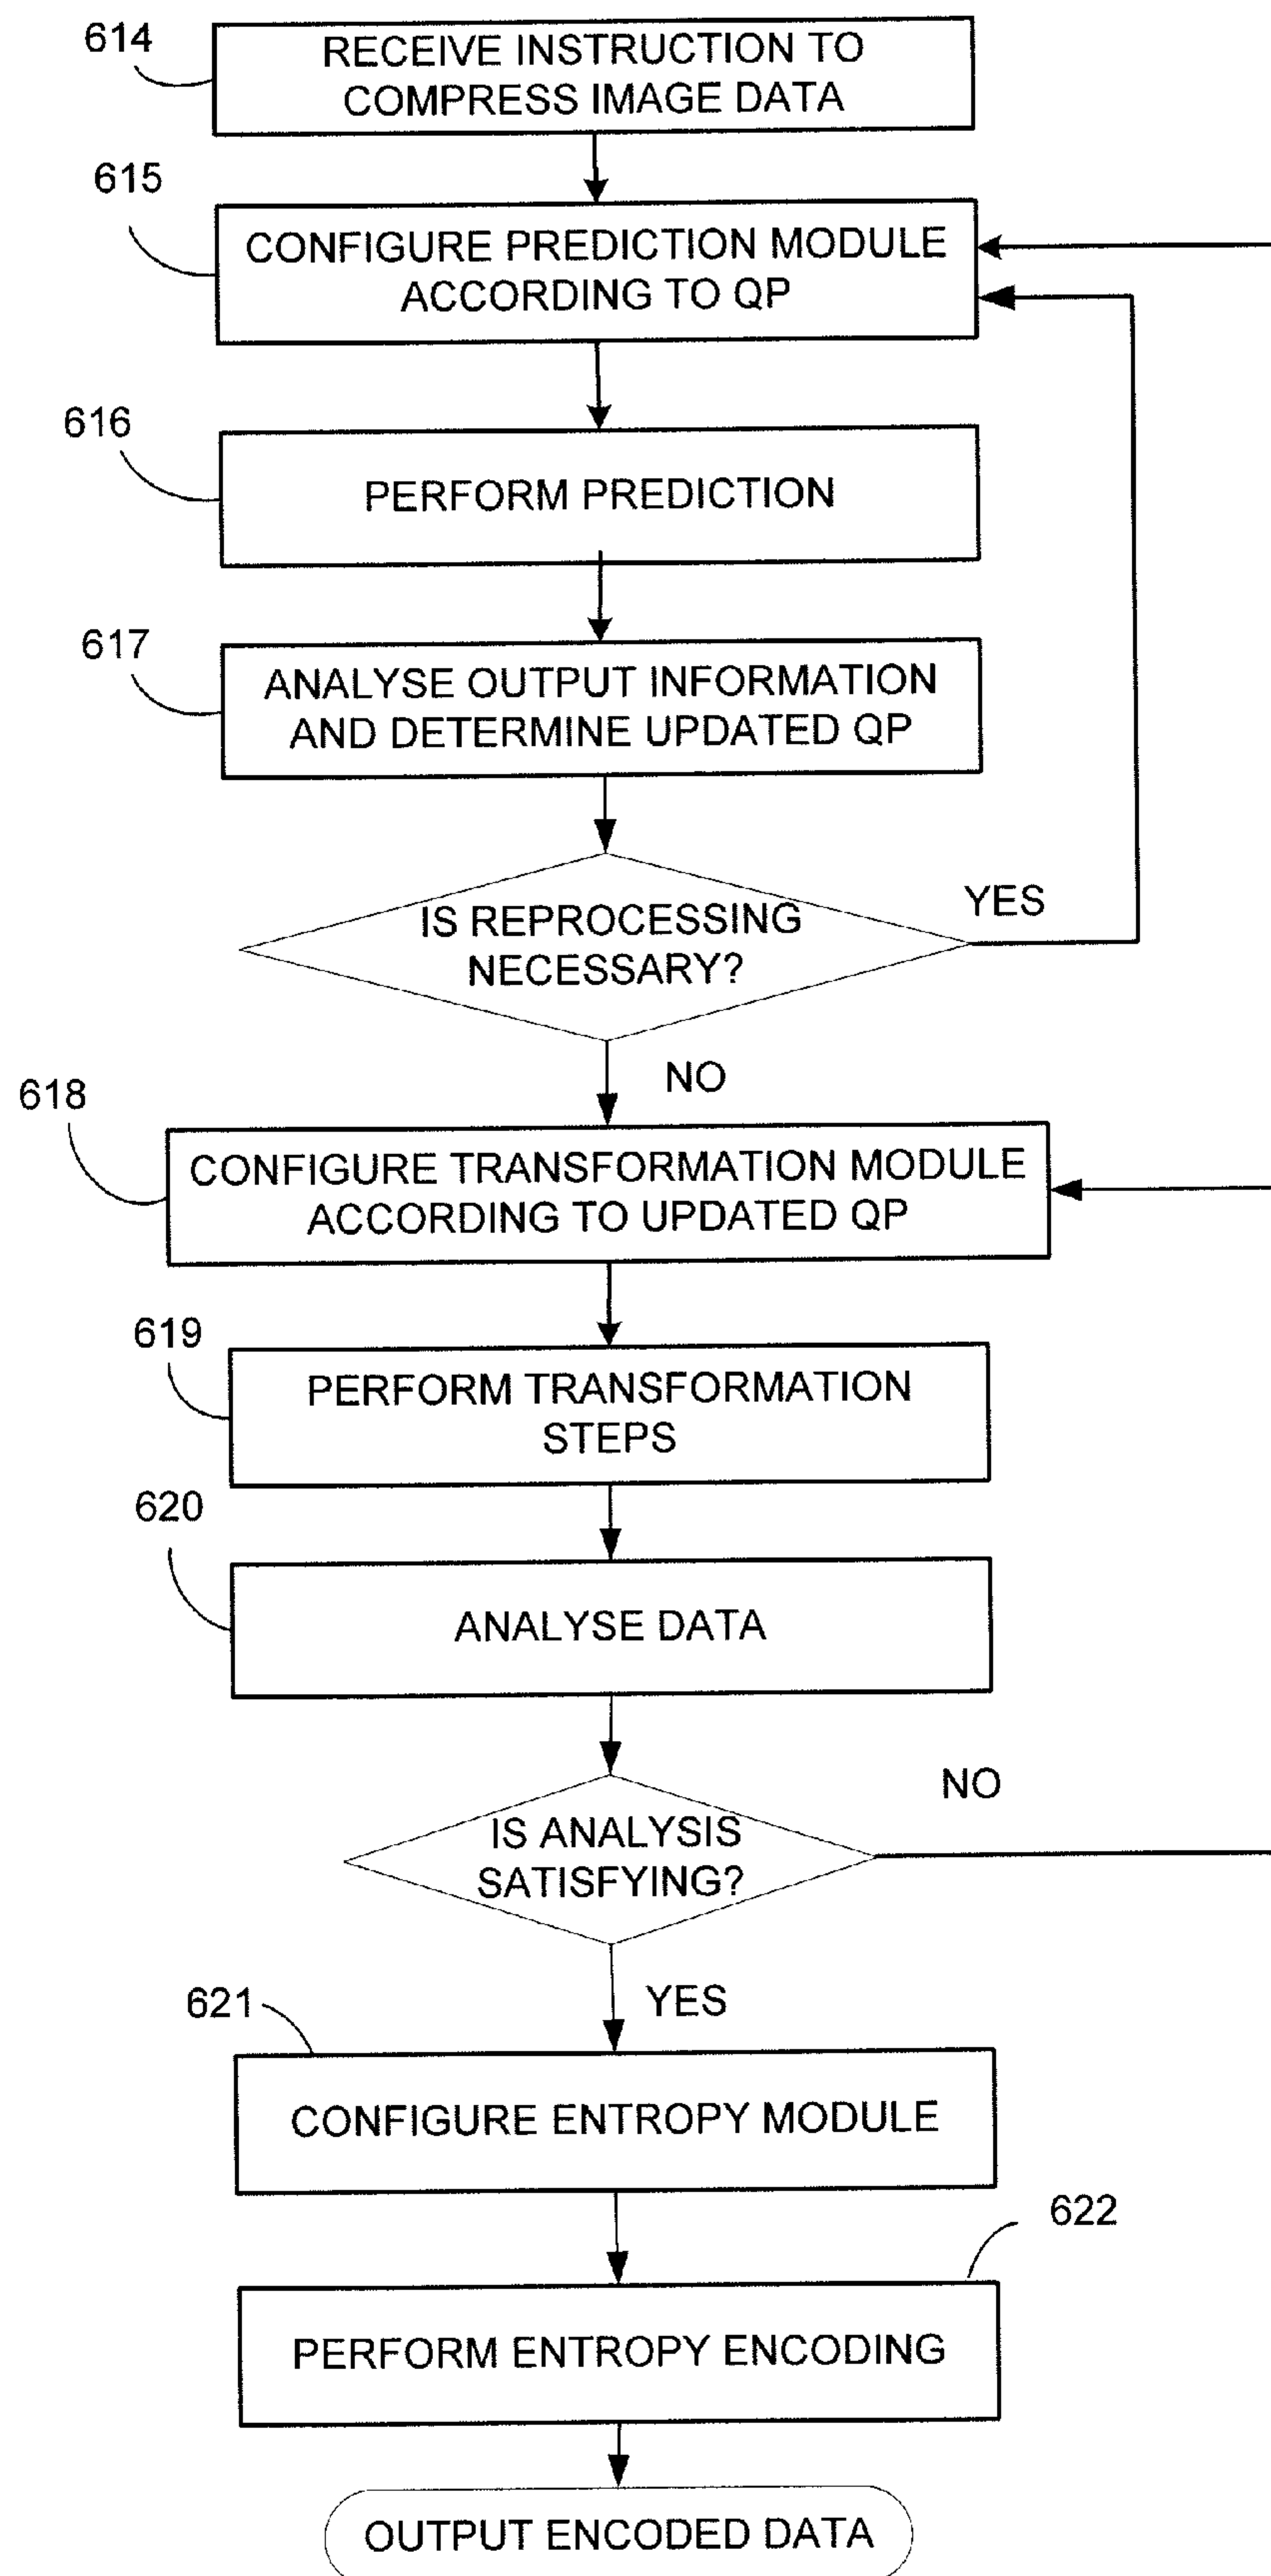 614
RECEIVE INSTRUCTION TO
COMPRESS IMAGE DATA
615
CONFIGURE PREDICTION MODULE
ACCORDING TO QP
616
PERFORM PREDICTION
617
ANALYSE OUTPUT INFORMATION
AND DETERMINE UPDATED QP
IS REPROCESSING
NECESSARY?
YES
NO
618
CONFIGURE TRANSFORMATION MODULE
ACCORDING TO UPDATED QP
619
PERFORM TRANSFORMATION
STEPS
620
ANALYSE DATA
NO
IS ANALYSIS
SATISFYING?
YES
621
CONFIGURE ENTROPY MODULE
622
PERFORM ENTROPY ENCODING
OUTPUT ENCODED DATA